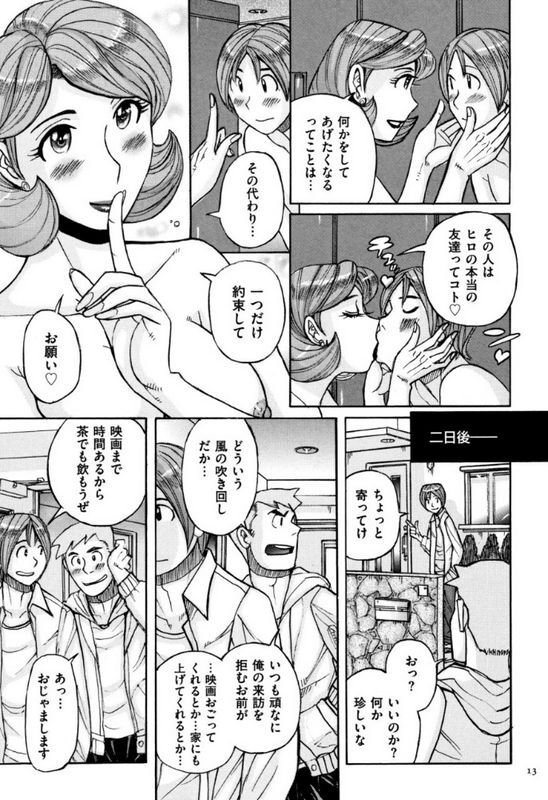 何かをして
あげたくなる
ってことは…
その人は
ヒロの本当の
友達ってコト♡
その代わり…
一つだけ
約束して
お願い♡
二日後――
ちょっと
寄ってけ
おっ?
いいのか?
何か
珍しいな
どういう
風の吹き回し
だか…
いつも頑なに
俺の来訪を
拒むお前が
…映画おごって
くれるとか…家にも
上げてくれるとか…
映画まで
時間あるから
茶でも飲もうぜ
あっ…
おじゃまします
13